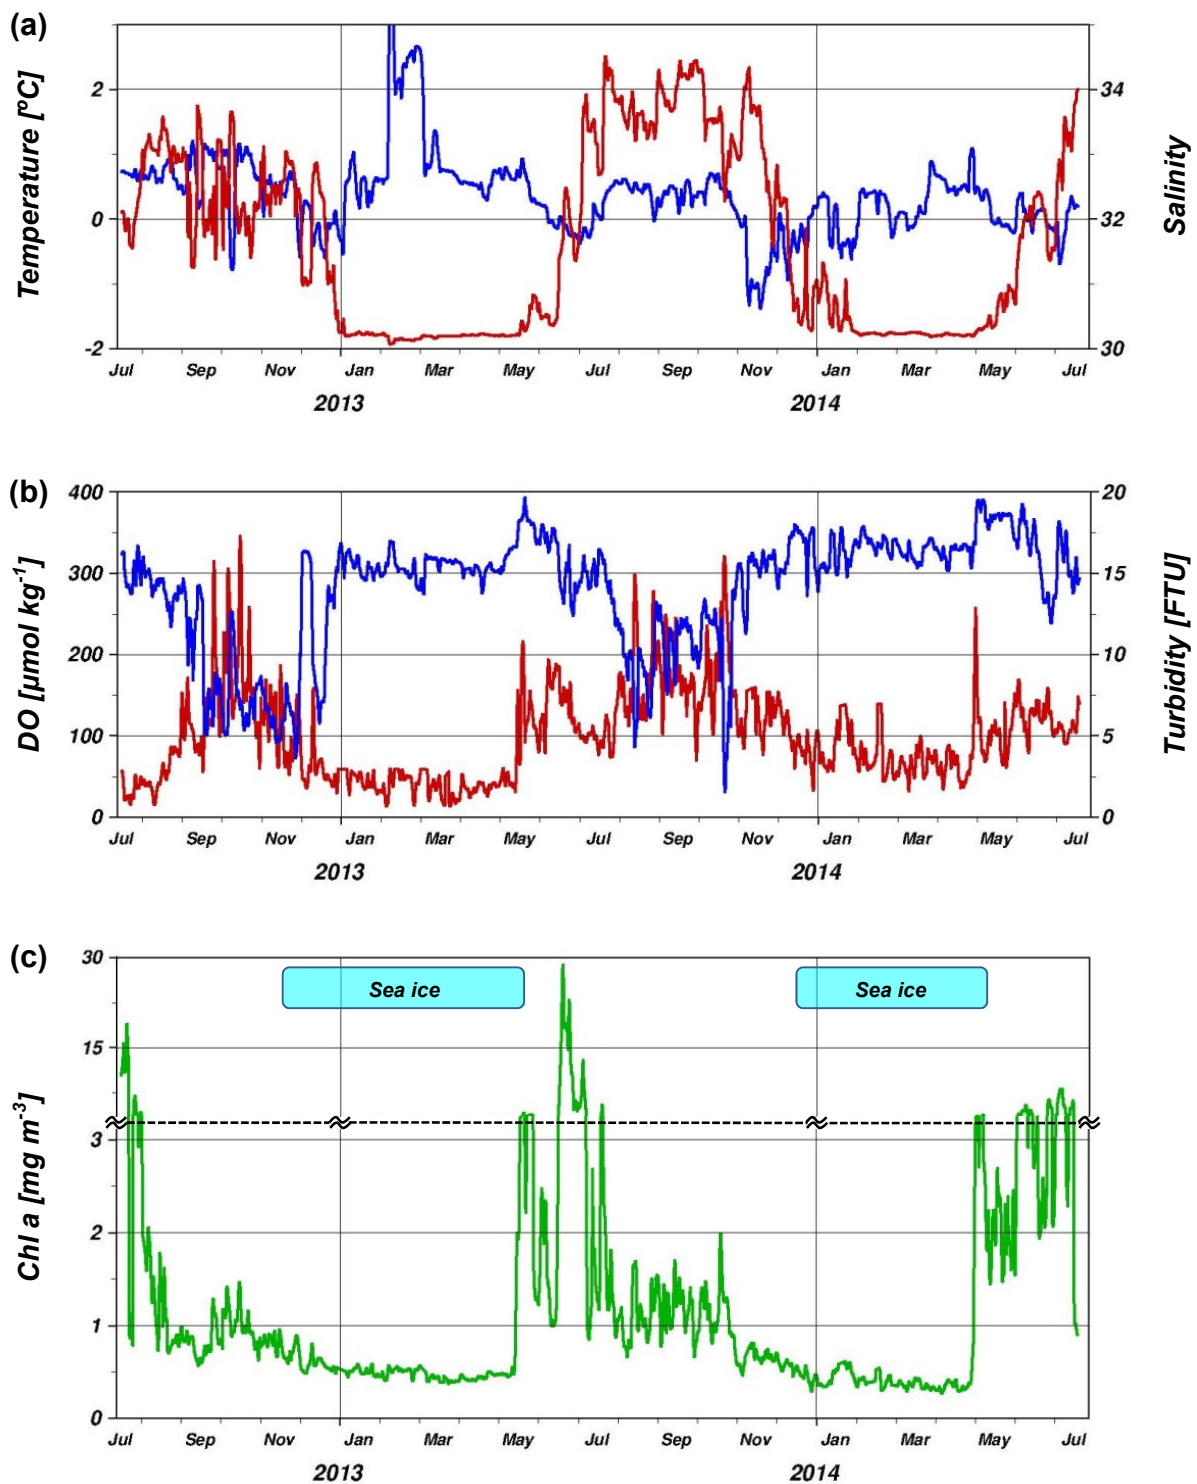 (a)
Temperature [°C]
2
0
-2
34
32
30
Salinity
Jul Sep Nov Jan Mar May Jul Sep Nov Jan Mar May Jul
2013 2014
(b)
DO [µmol kg-1]
400
300
200
100
0
20
15
10
5
0
Turbidity [FTU]
Jul Sep Nov Jan Mar May Jul Sep Nov Jan Mar May Jul
2013 2014
(c)
Chl a [mg m-3]
30
15
3
2
1
0
Sea ice Sea ice
Jul Sep Nov Jan Mar May Jul Sep Nov Jan Mar May Jul
2013 2014